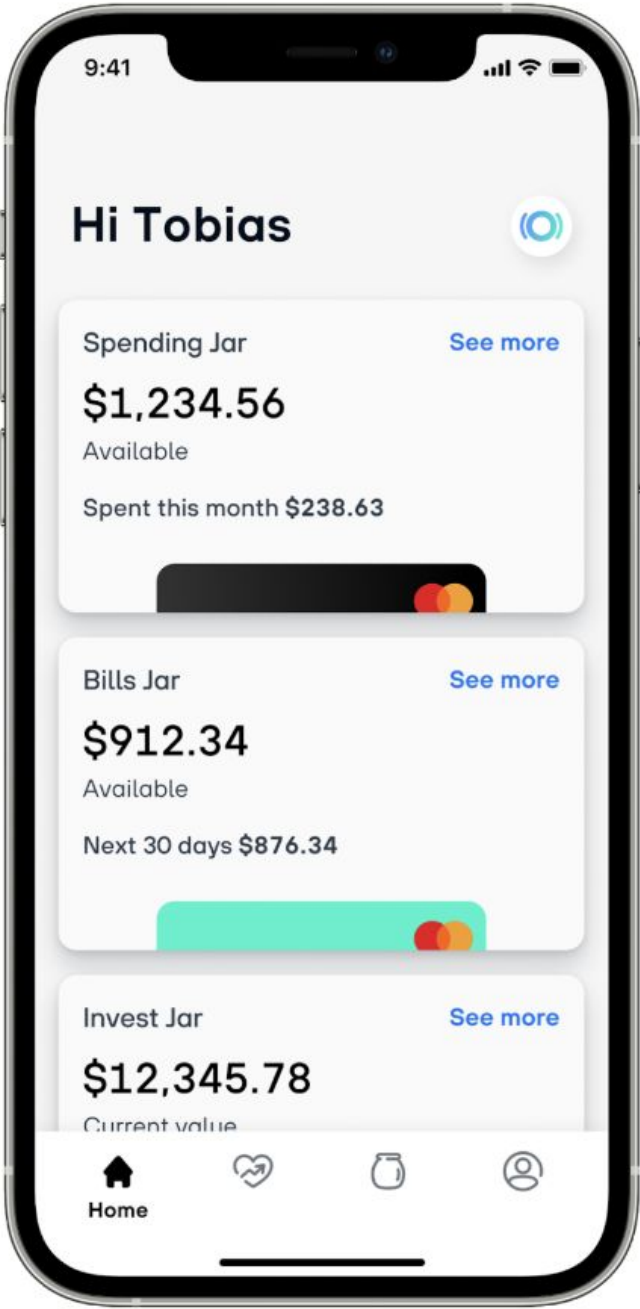 9:41
Hi Tobias
Spending Jar See more
$1,234.56
Available
Spent this month $238.63
Bills Jar See more
$912.34
Available
Next 30 days $876.34
Invest Jar See more
$12,345.78
Current value
Home